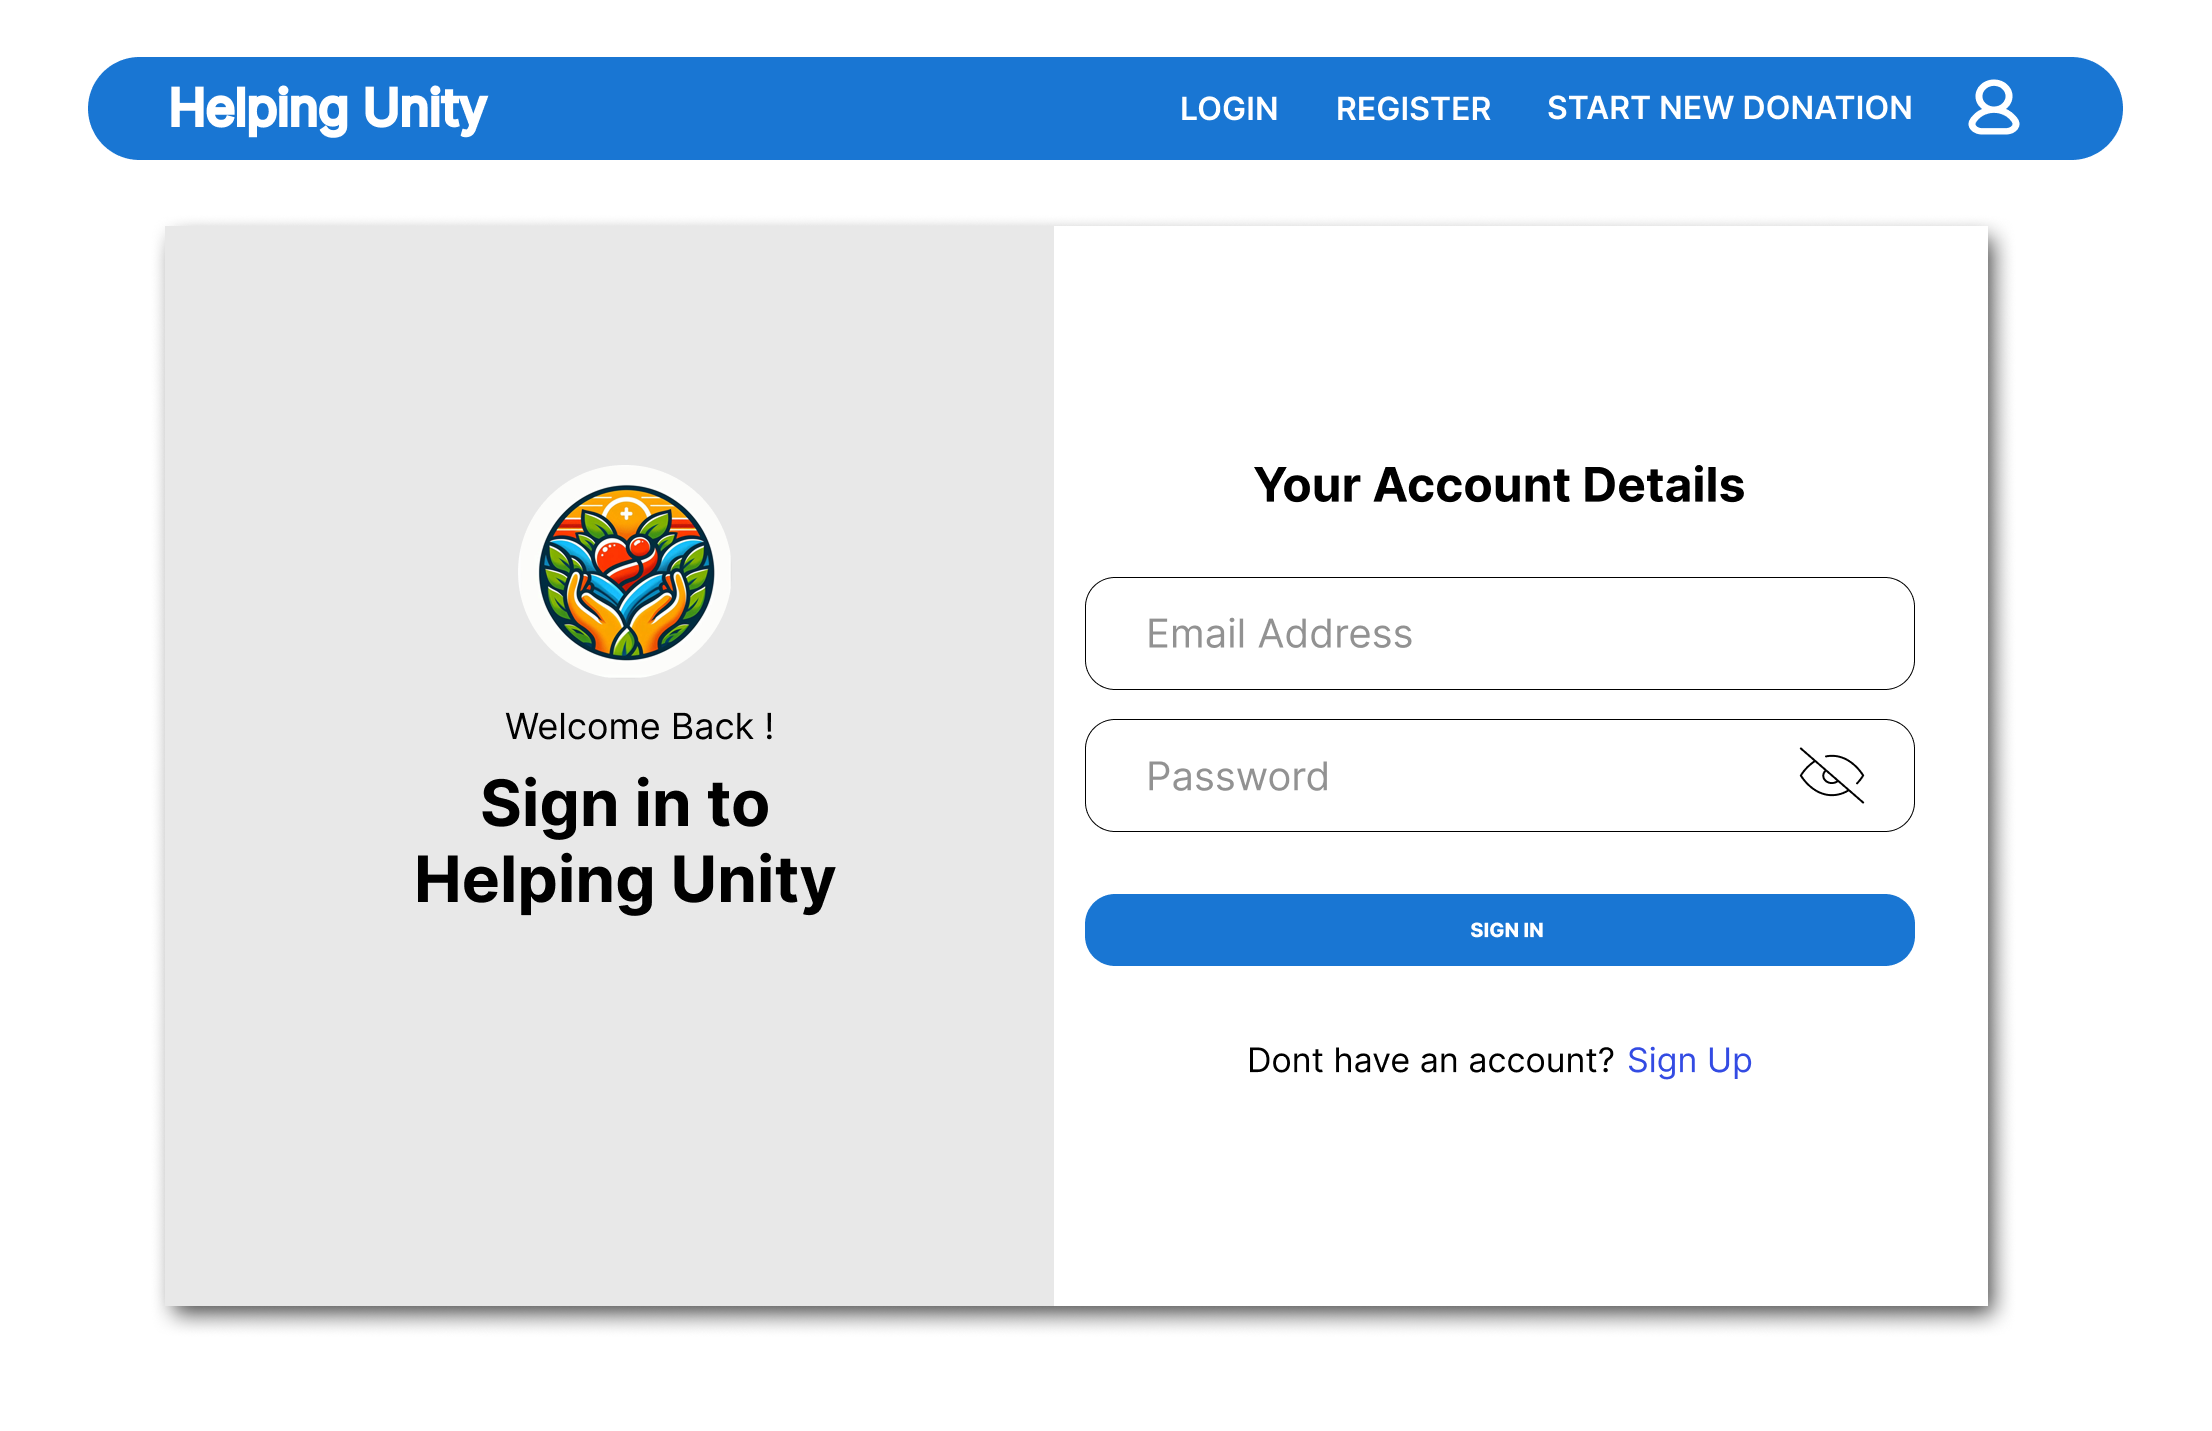 Helping Unity
LOGIN
REGISTER
START NEW DONATION
Welcome Back !
Sign in to
Helping Unity
Your Account Details
Email Address
Password
SIGN IN
Dont have an account? Sign Up